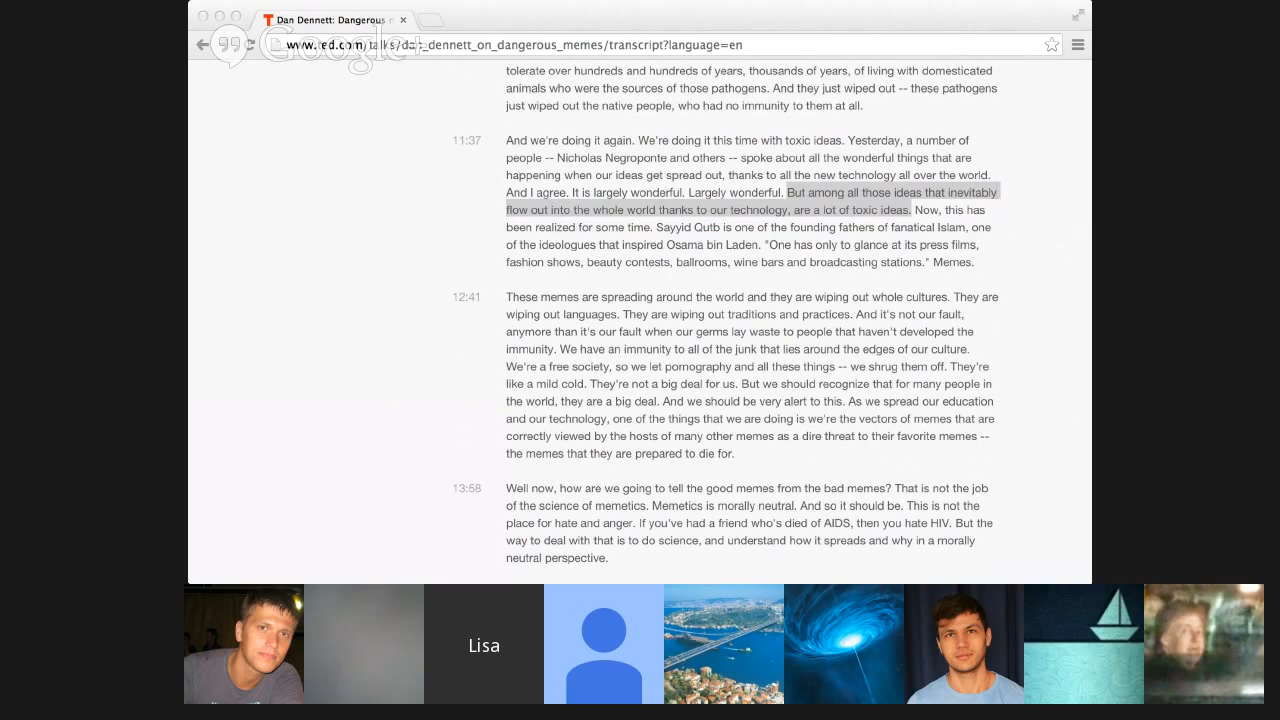 Dan Dennett: Dangerous m
Google+
www.ted.com/talks/dan_dennett_on_dangerous_memes/transcript?language=en
tolerate over hundreds and hundreds of years, thousands of years, of living with domesticated
animals who were the sources of those pathogens. And they just wiped out -- these pathogens
just wiped out the native people, who had no immunity to them at all.
11:37 And we're doing it again. We're doing it this time with toxic ideas. Yesterday, a number of
people -- Nicholas Negroponte and others -- spoke about all the wonderful things that are
happening when our ideas get spread out, thanks to all the new technology all over the world.
And I agree. It is largely wonderful. Largely wonderful. But among all those ideas that inevitably
flow out into the whole world thanks to our technology, are a lot of toxic ideas. Now, this has
been realized for some time. Sayyid Qutb is one of the founding fathers of fanatical Islam, one
of the ideologues that inspired Osama bin Laden. "One has only to glance at its press films,
fashion shows, beauty contests, ballrooms, wine bars and broadcasting stations." Memes.
12:41 These memes are spreading around the world and they are wiping out whole cultures. They are
wiping out languages. They are wiping out traditions and practices. And it's not our fault,
anymore than it's our fault when our germs lay waste to people that haven't developed the
immunity. We have an immunity to all of the junk that lies around the edges of our culture.
We're a free society, so we let pornography and all these things -- we shrug them off. They're
like a mild cold. They're not a big deal for us. But we should recognize that for many people in
the world, they are a big deal. And we should be very alert to this. As we spread our education
and our technology, one of the things that we are doing is we're the vectors of memes that are
correctly viewed by the hosts of many other memes as a dire threat to their favorite memes --
the memes that they are prepared to die for.
13:58 Well now, how are we going to tell the good memes from the bad memes? That is not the job
of the science of memetics. Memetics is morally neutral. And so it should be. This is not the
place for hate and anger. If you've had a friend who's died of AIDS, then you hate HIV. But the
way to deal with that is to do science, and understand how it spreads and why in a morally
neutral perspective.
Lisa